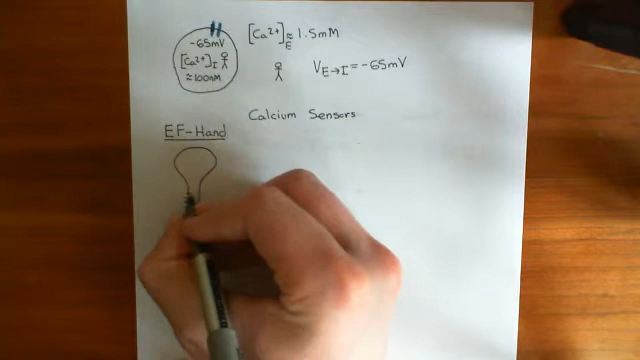 -65mV
[Ca²⁺]I
≈100nM
[Ca²⁺]E ≈ 1.5mM
VE→I = -65mV
Calcium Sensors
EF-Hand